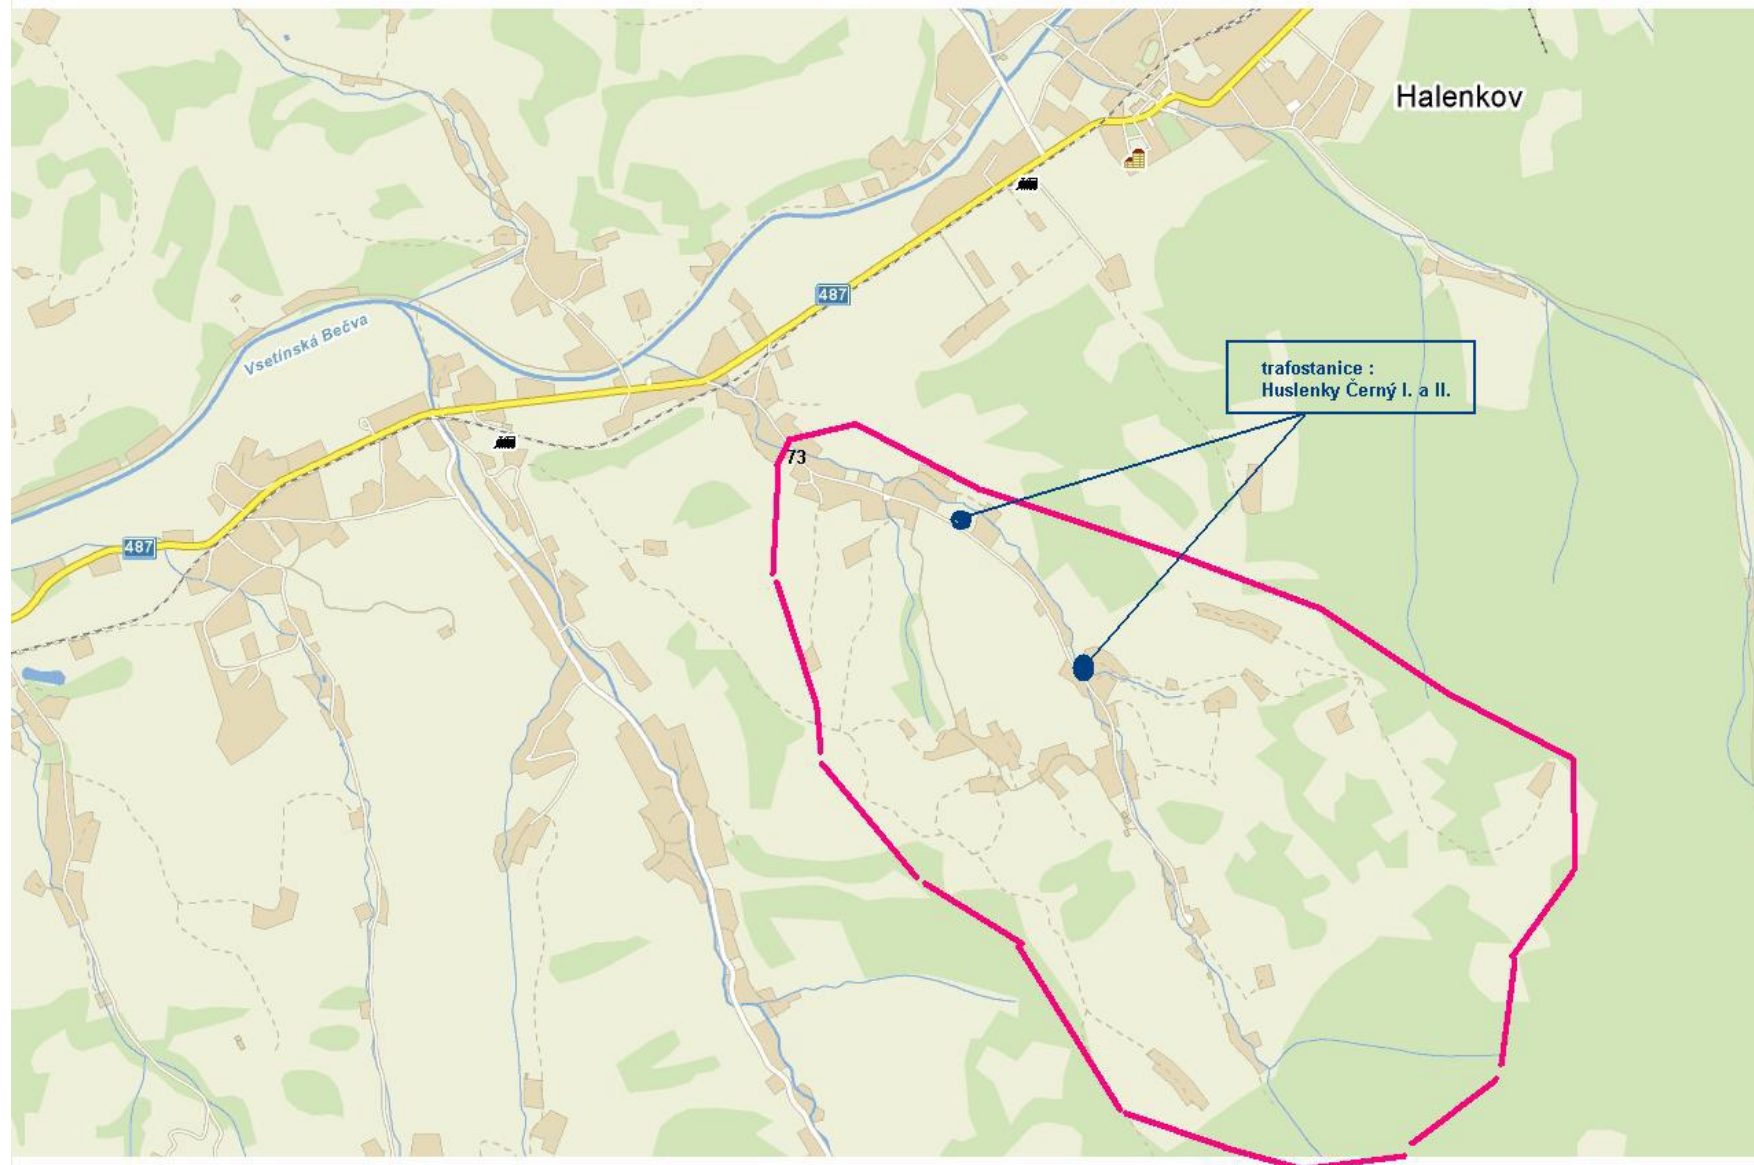 Halenkov
487
Vsetínská Bečva
trafostanice :
Huslenky Černý I. a II.
73
487